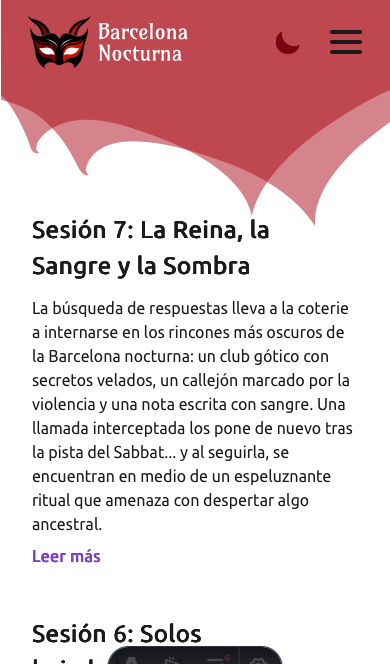 Barcelona
Nocturna
Sesión 7: La Reina, la
Sangre y la Sombra
La búsqueda de respuestas lleva a la coterie
a internarse en los rincones más oscuros de
la Barcelona nocturna: un club gótico con
secretos velados, un callejón marcado por la
violencia y una nota escrita con sangre. Una
llamada interceptada los pone de nuevo tras
la pista del Sabbat... y al seguirla, se
encuentran en medio de un espeluznante
ritual que amenaza con despertar algo
ancestral.
Leer más
Sesión 6: Solos